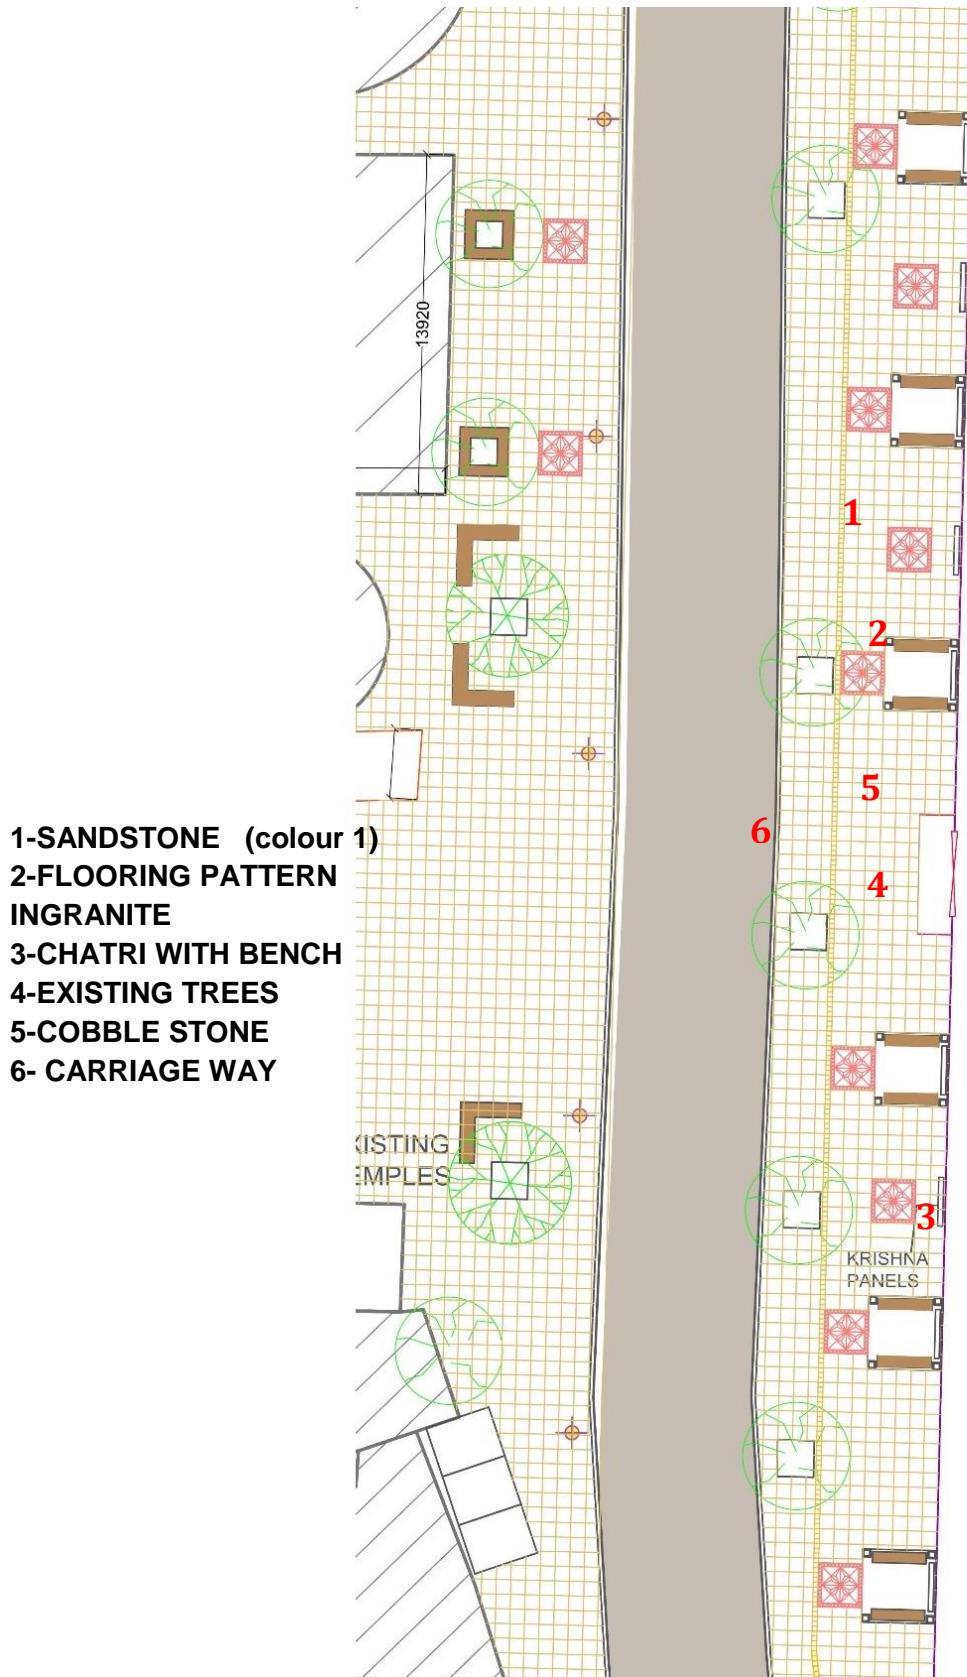 13920
1
2
5
6
4
1-SANDSTONE (colour 1)
2-FLOORING PATTERN
INGRANITE
3-CHATRI WITH BENCH
4-EXISTING TREES
5-COBBLE STONE
6- CARRIAGE WAY
XISTING
EMPLES
3
KRISHNA
PANELS